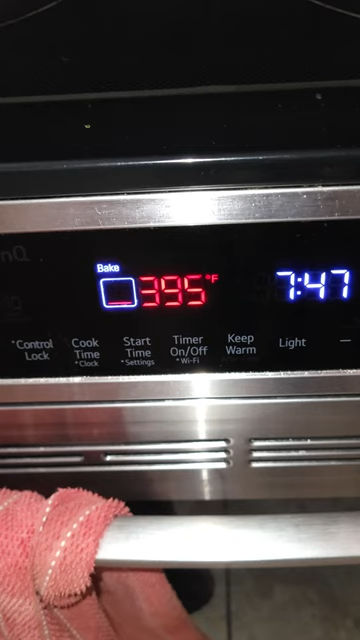 nQ
Bake
395°F
7:47
*Control Lock
Cook Time
*Clock
Start Time
*Settings
Timer On/Off
*Wi-Fi
Keep Warm
Light